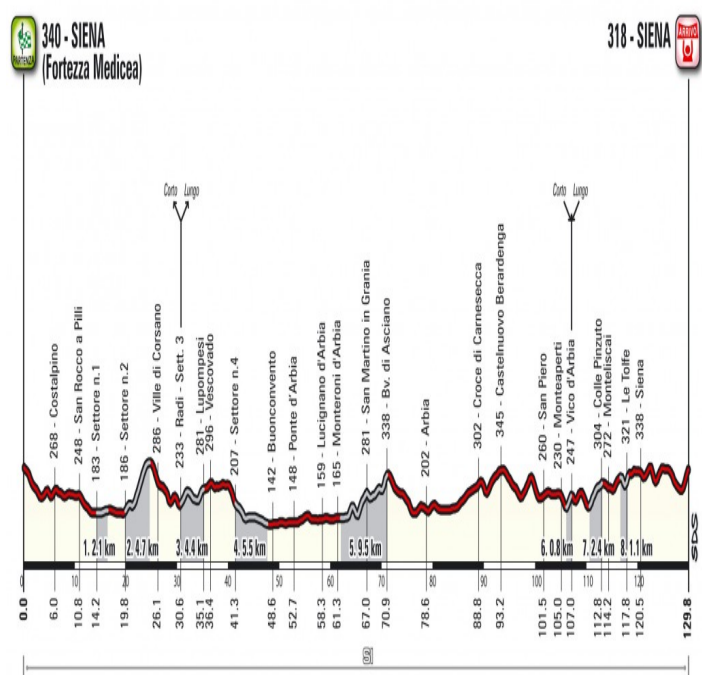 340 - SIENA
(Fortezza Medicea)
PARTENZA
318 - SIENA
ARRIVO
Corto Lungo
Corto Lungo
268 - Costalpino
248 - San Rocco a Pilli
183 - Settore n.1
186 - Settore n.2
286 - Ville di Corsano
233 - Radi - Sett. 3
281 - Lupompesi
296 - Vescovado
207 - Settore n.4
142 - Buonconvento
148 - Ponte d'Arbia
159 - Lucignano d'Arbia
165 - Monteroni d'Arbia
281 - San Martino in Grania
338 - Bv. di Asciano
202 - Arbia
302 - Croce di Carnesecca
345 - Castelnuovo Berardenga
260 - San Piero
230 - Monteaperti
247 - Vico d'Arbia
304 - Colle Pinzuto
272 - Monteliscai
321 - Le Tolfe
338 - Siena
1. 2.1 km
2. 4.7 km
3. 4.4 km
4. 5.5 km
5. 9.5 km
6. 0.8 km
7. 2.4 km
8. 1.1 km
SDS
0 10 20 30 40 50 60 70 80 90 100 110 120
0.0
6.0
10.8
14.2
19.8
26.1
30.6
35.1
36.4
41.3
48.6
52.7
58.3
61.3
67.0
70.9
78.6
88.8
93.2
101.5
105.0
107.0
112.8
114.2
117.8
120.5
129.8